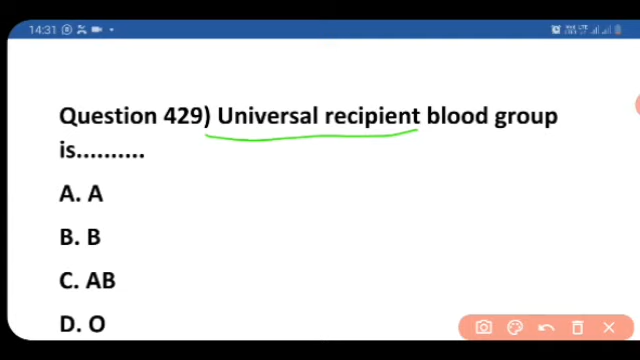 14:31
Question 429) Universal recipient blood group
is..........
A. A
B. B
C. AB
D. O